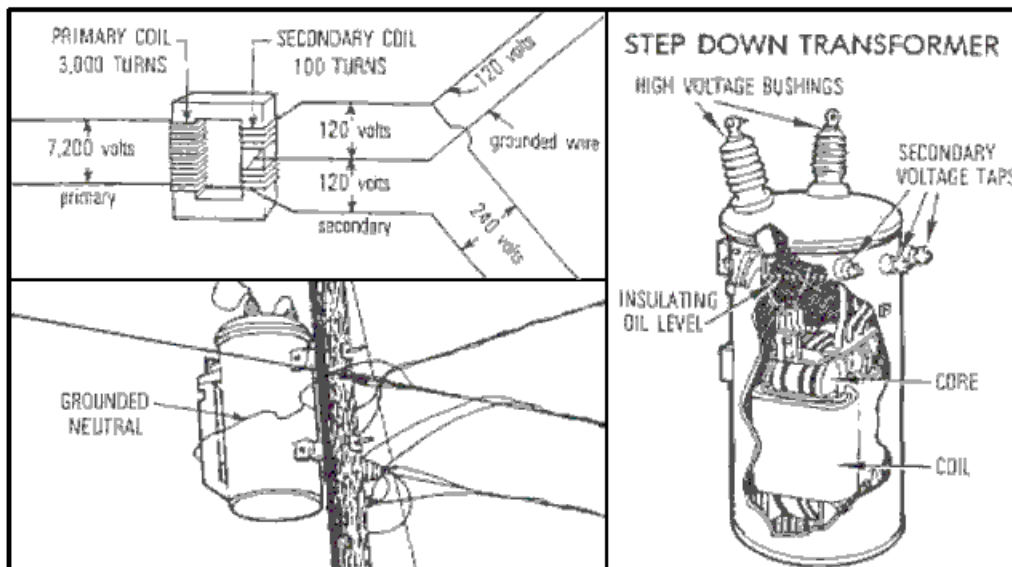 PRIMARY COIL
3,000 TURNS
SECONDARY COIL
100 TURNS
7,200 volts
primary
120 volts
120 volts
secondary
120 volts
grounded wire
240 volts
GROUNDED
NEUTRAL
STEP DOWN TRANSFORMER
HIGH VOLTAGE BUSHINGS
SECONDARY
VOLTAGE TAPS
INSULATING
OIL LEVEL
CORE
COIL